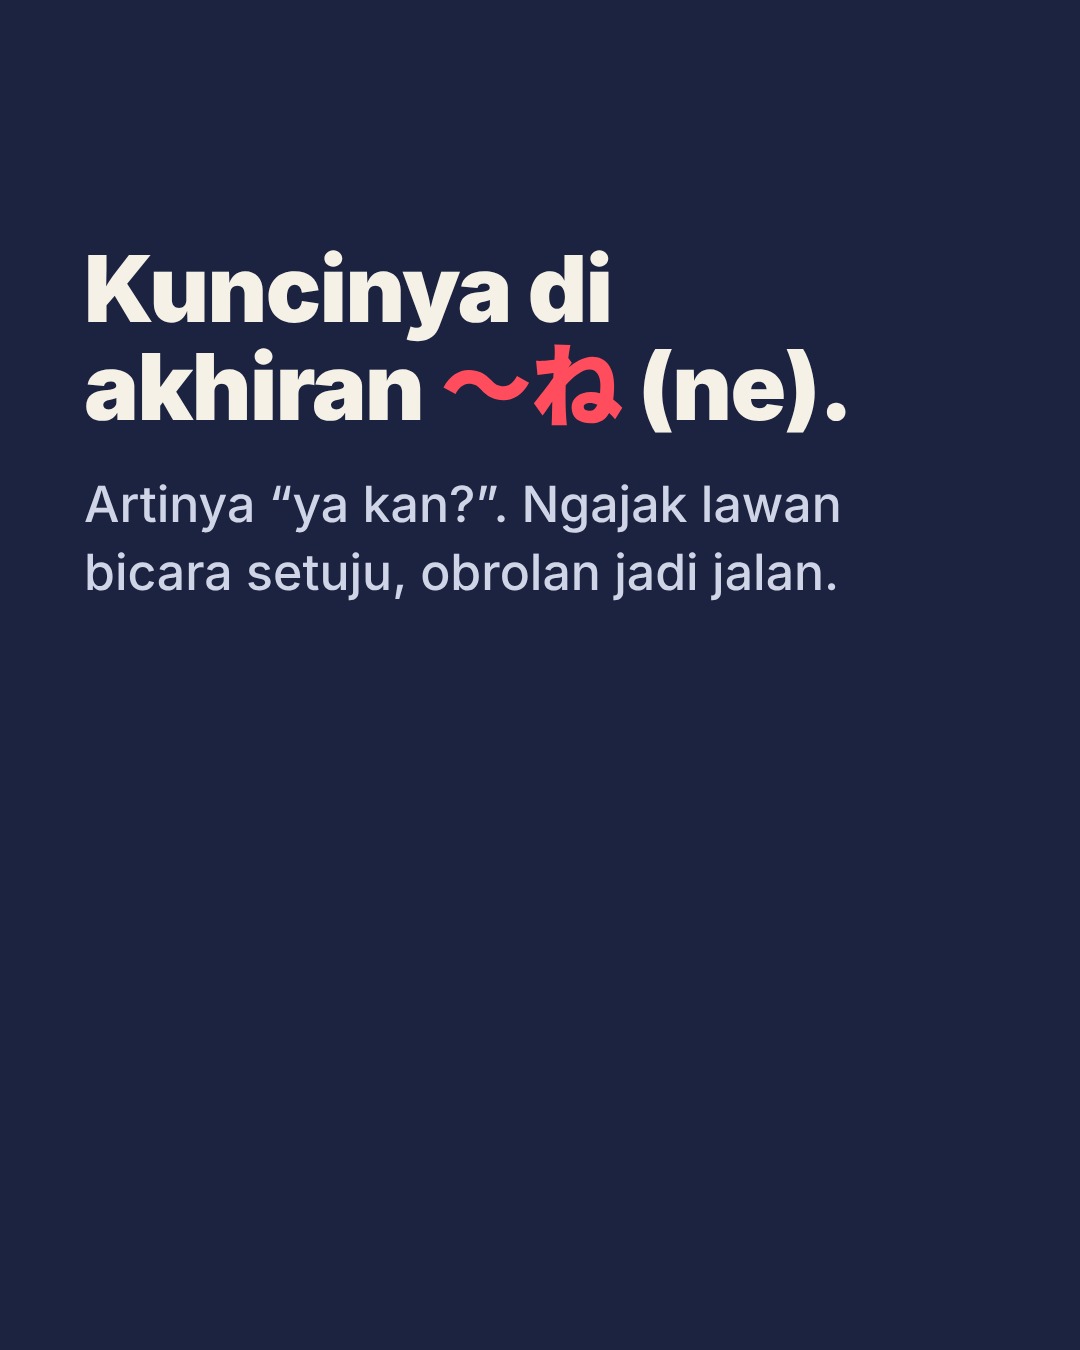 Kuncinya di
akhiran 〜ね (ne).
Artinya “ya kan?”. Ngajak lawan
bicara setuju, obrolan jadi jalan.